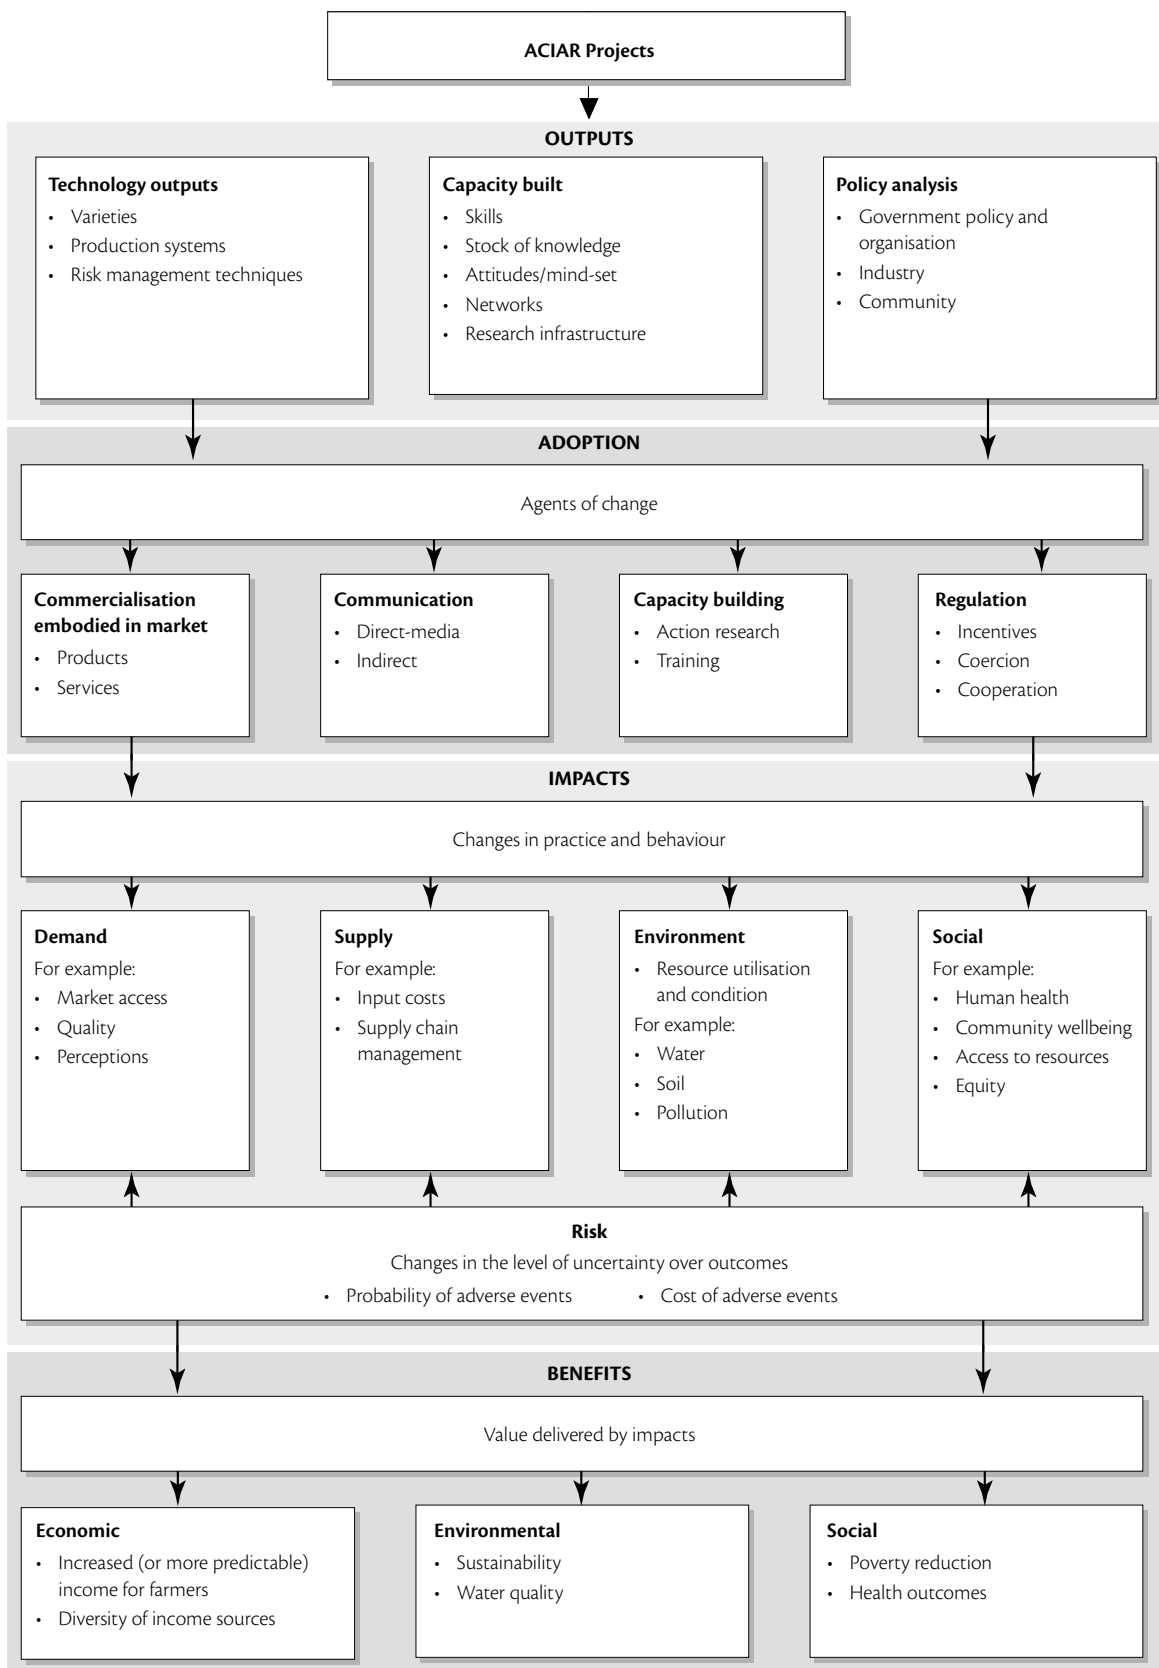 ACIAR Projects
OUTPUTS
Technology outputs
• Varieties
• Production systems
• Risk management techniques
Capacity built
• Skills
• Stock of knowledge
• Attitudes/mind-set
• Networks
• Research infrastructure
Policy analysis
• Government policy and
organisation
• Industry
• Community
ADOPTION
Agents of change
Commercialisation
embodied in market
• Products
• Services
Communication
• Direct-media
• Indirect
Capacity building
• Action research
• Training
Regulation
• Incentives
• Coercion
• Cooperation
IMPACTS
Changes in practice and behaviour
Demand
For example:
• Market access
• Quality
• Perceptions
Supply
For example:
• Input costs
• Supply chain
management
Environment
• Resource utilisation
and condition
For example:
• Water
• Soil
• Pollution
Social
For example:
• Human health
• Community wellbeing
• Access to resources
• Equity
Risk
Changes in the level of uncertainty over outcomes
• Probability of adverse events • Cost of adverse events
BENEFITS
Value delivered by impacts
Economic
• Increased (or more predictable)
income for farmers
• Diversity of income sources
Environmental
• Sustainability
• Water quality
Social
• Poverty reduction
• Health outcomes